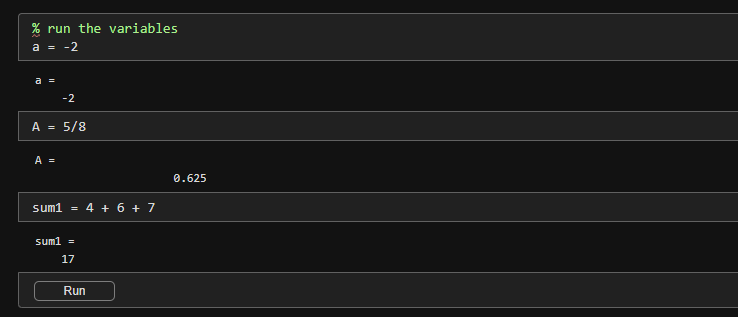 % run the variables
a = -2
a =
-2
A = 5/8
A =
0.625
sum1 = 4 + 6 + 7
sum1 =
17
Run